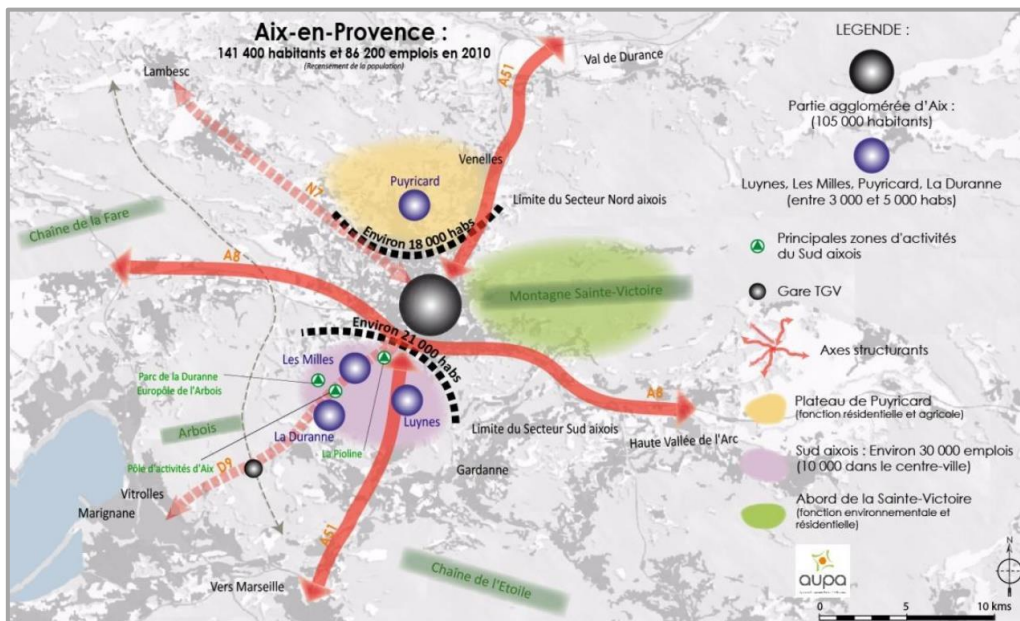 Aix-en-Provence :
141 400 habitants et 86 200 emplois en 2010
(Recensement de la population)
Lambesc
A51
Val de Durance
Venelles
Puyricard
N7
Limite du Secteur Nord aixois
Environ 18 000 habs
Chaîne de la Fare
A8
Montagne Sainte-Victoire
Environ 21 000 habs
Les Milles
Parc de la Duranne
Europôle de l'Arbois
Luynes
A8
Arbois
La Duranne
Limite du Secteur Sud aixois
Haute Vallée de l'Arc
La Pioline
Pôle d'activités d'Aix
D9
Gardanne
Vitrolles
Marignane
A51
Vers Marseille
Chaîne de l'Etoile
LEGENDE :
Partie agglomérée d'Aix :
(105 000 habitants)
Luynes, Les Milles, Puyricard, La Duranne
(entre 3 000 et 5 000 habs)
Principales zones d'activités
du Sud aixois
Gare TGV
Axes structurants
Plateau de Puyricard
(fonction résidentielle et agricole)
Sud aixois : Environ 30 000 emplois
(10 000 dans le centre-ville)
Abord de la Sainte-Victoire
(fonction environnementale et
résidentielle)
aupa
N
0 5 10 kms